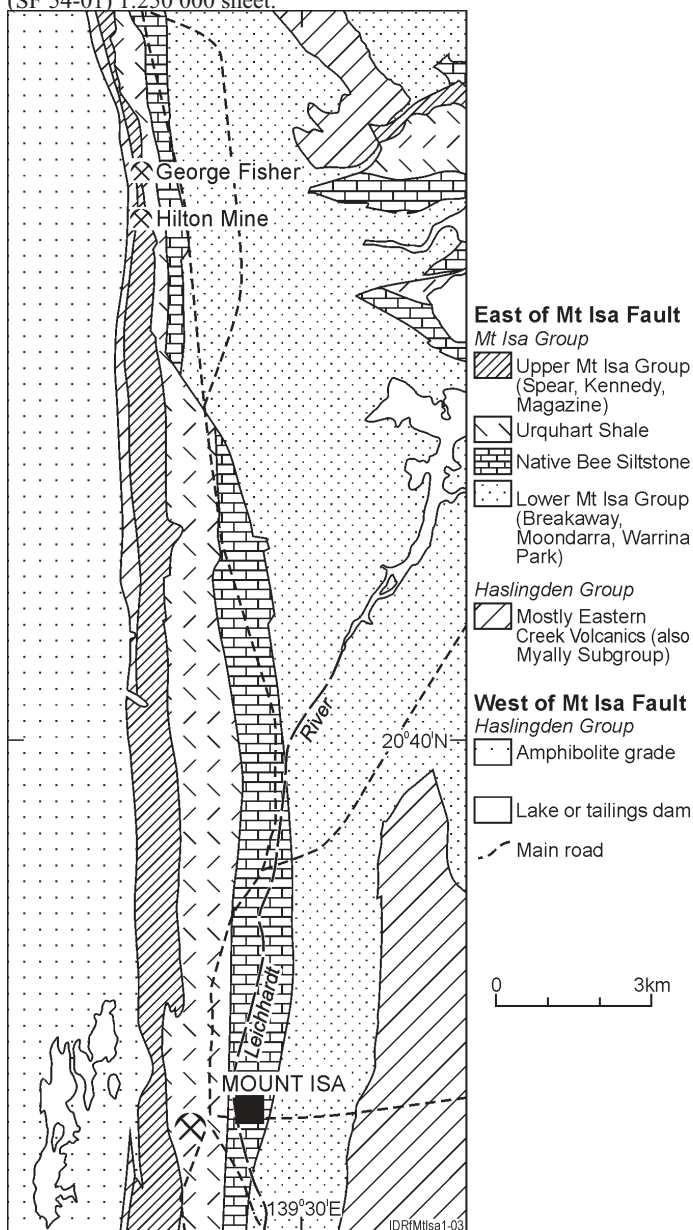 (SF 54-01) 1:250 000 sheet.
George Fisher
Hilton Mine
River
20°40'N
Leichhardt
MOUNT ISA
139°30'E
IDRfMtIsa1-03
East of Mt Isa Fault
Mt Isa Group
Upper Mt Isa Group
(Spear, Kennedy,
Magazine)
Urquhart Shale
Native Bee Siltstone
Lower Mt Isa Group
(Breakaway,
Moondarra, Warrina
Park)
Haslingden Group
Mostly Eastern
Creek Volcanics (also
Myally Subgroup)
West of Mt Isa Fault
Haslingden Group
Amphibolite grade
Lake or tailings dam
Main road
0 3km